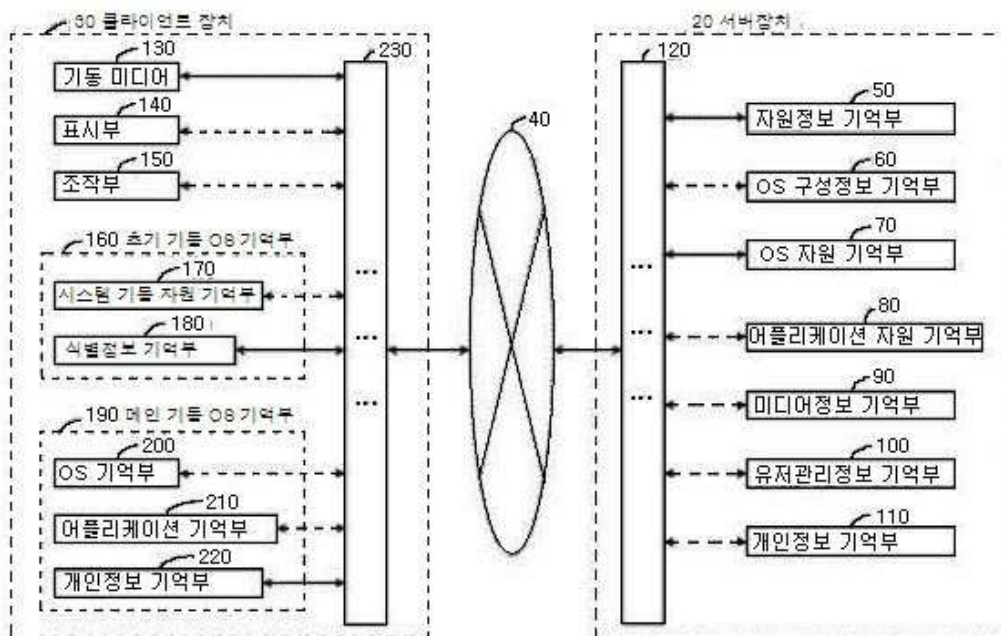 30 클라이언트 장치
130
기동 미디어
140
표시부
150
조작부
160 초기 기동 OS 기억부
170
시스템 기동 자원 기억부
180
식별정보 기억부
190 메인 기동 OS 기억부
200
OS 기억부
210
어플리케이션 기억부
220
개인정보 기억부
230
...
...
...
40
20 서버장치
120
...
...
...
50
자원정보 기억부
60
OS 구성정보 기억부
70
OS 자원 기억부
80
어플리케이션 자원 기억부
90
미디어정보 기억부
100
유저관리정보 기억부
110
개인정보 기억부